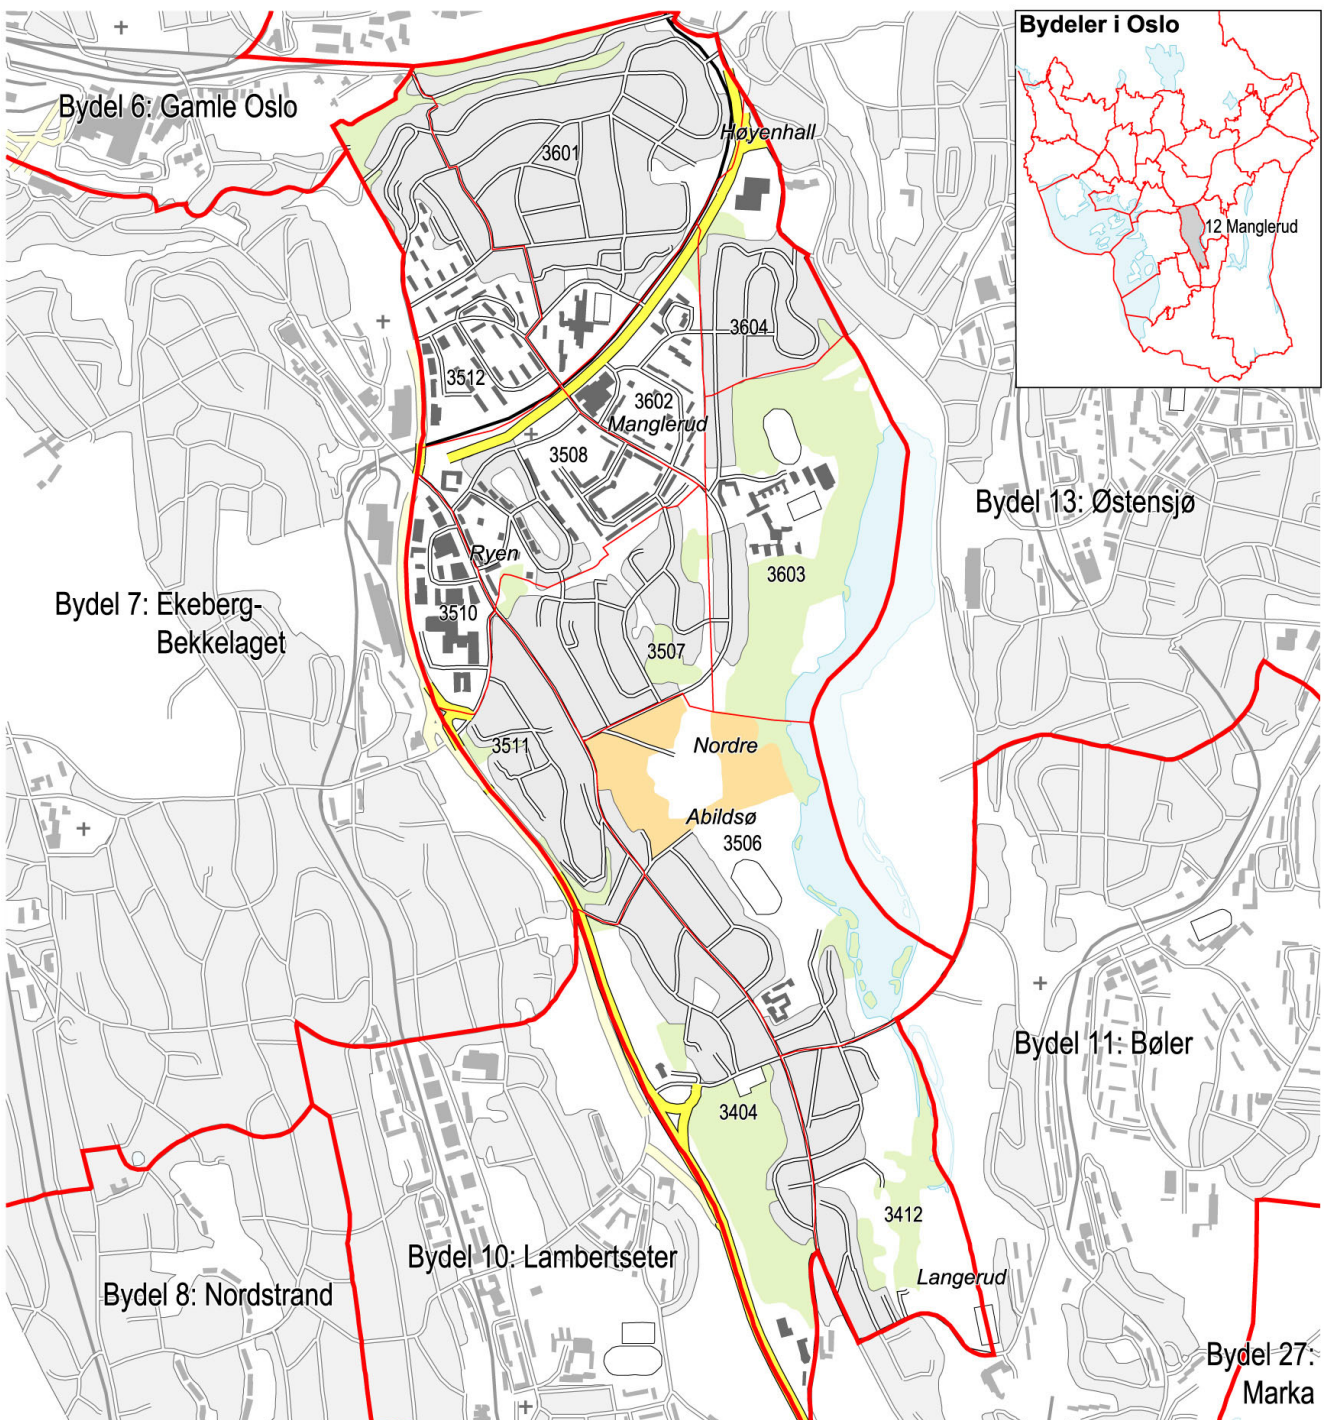 Bydeler i Oslo
12 Manglerud
Bydel 6: Gamle Oslo
Høyenhall
3601
3604
3512
3602
Manglerud
3508
Bydel 13: Østensjø
Ryen
3603
Bydel 7: Ekeberg-
Bekkelaget
3510
3507
3511
Nordre
Abildsø
3506
Bydel 11: Bøler
3404
3412
Bydel 10: Lambertseter
Langerud
Bydel 8: Nordstrand
Bydel 27:
Marka